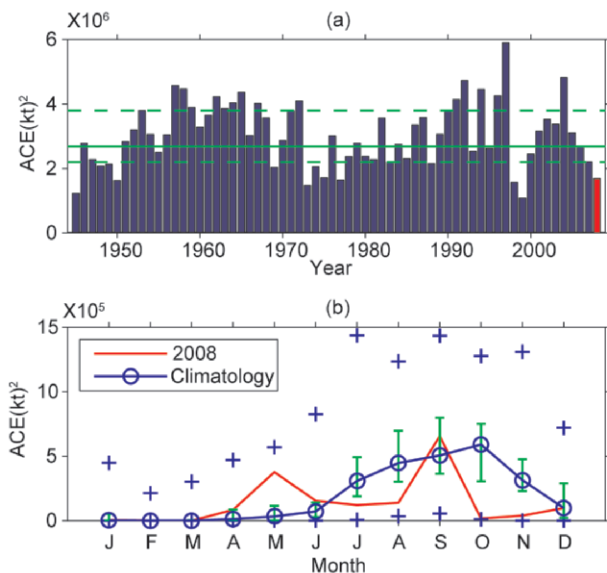 (a)
X10⁶
6
4
2
0
ACE(kt)²
1950 1960 1970 1980 1990 2000
Year
(b)
X10⁵
15
10
5
0
ACE(kt)²
2008
Climatology
J F M A M J J A S O N D
Month